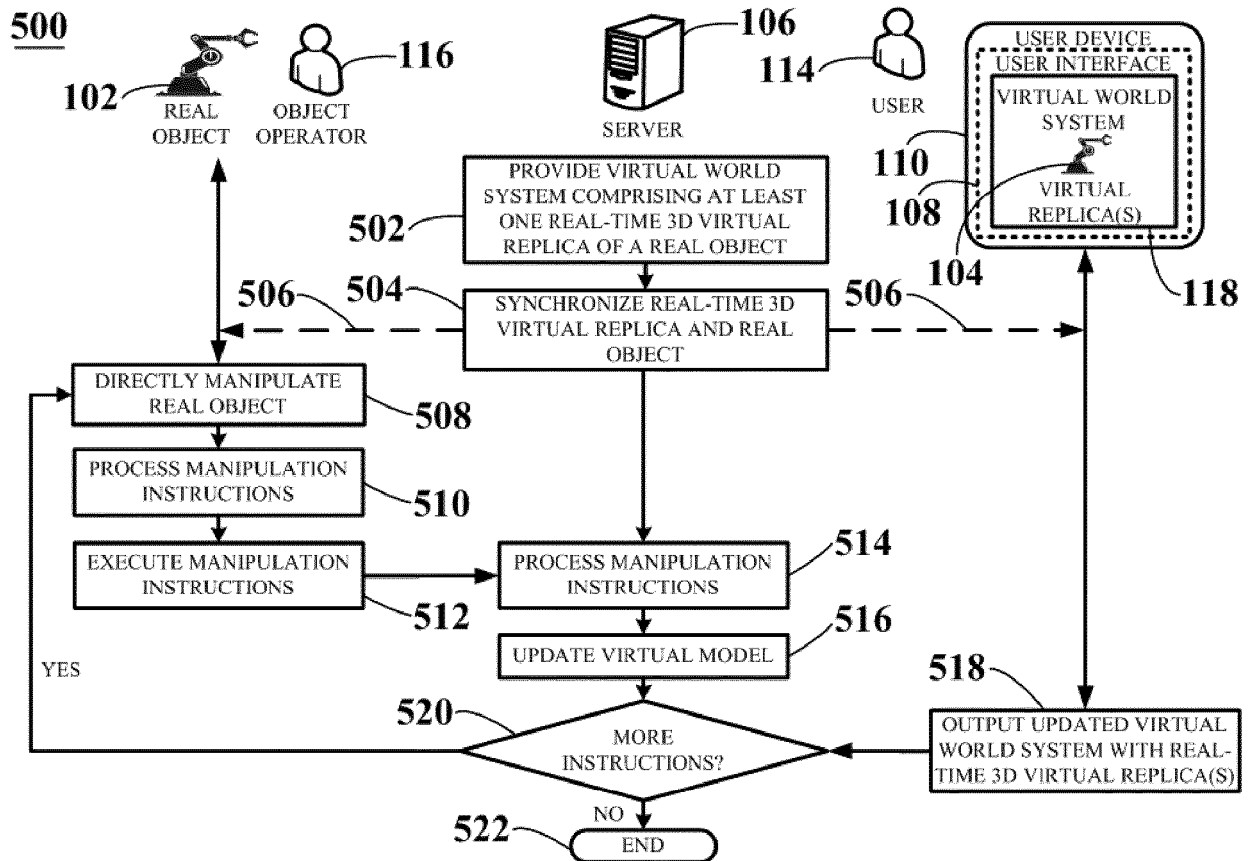 500
102
REAL
OBJECT
116
OBJECT
OPERATOR
106
SERVER
114
USER
USER DEVICE
USER INTERFACE
VIRTUAL WORLD
SYSTEM
VIRTUAL
REPLICA(S)
110
108
104
118
502
PROVIDE VIRTUAL WORLD
SYSTEM COMPRISING AT LEAST
ONE REAL-TIME 3D VIRTUAL
REPLICA OF A REAL OBJECT
504
506
SYNCHRONIZE REAL-TIME 3D
VIRTUAL REPLICA AND REAL
OBJECT
506
DIRECTLY MANIPULATE
REAL OBJECT
508
PROCESS MANIPULATION
INSTRUCTIONS
510
EXECUTE MANIPULATION
INSTRUCTIONS
512
PROCESS MANIPULATION
INSTRUCTIONS
514
UPDATE VIRTUAL MODEL
516
YES
520
MORE
INSTRUCTIONS?
518
OUTPUT UPDATED VIRTUAL
WORLD SYSTEM WITH REAL-
TIME 3D VIRTUAL REPLICA(S)
NO
522
END